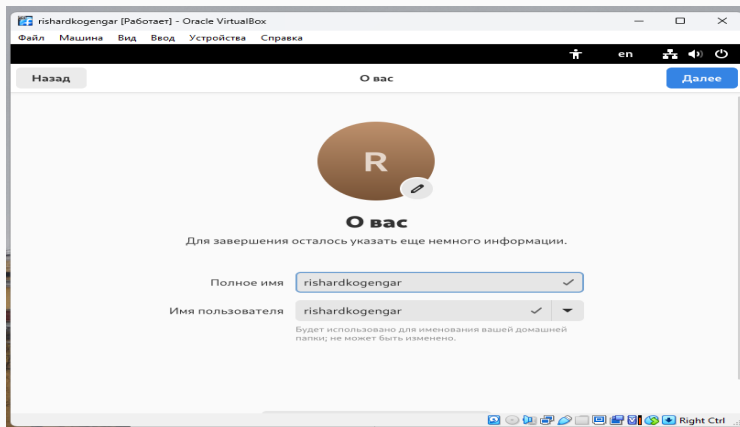 rishardkogengar [Работает] - Oracle VirtualBox
Файл Машина Вид Ввод Устройства Справка
en
Назад О вас Далее
R
О вас
Для завершения осталось указать еще немного информации.
Полное имя rishardkogengar
Имя пользователя rishardkogengar
Будет использовано для именования вашей домашней
папки; не может быть изменено.
Right Ctrl